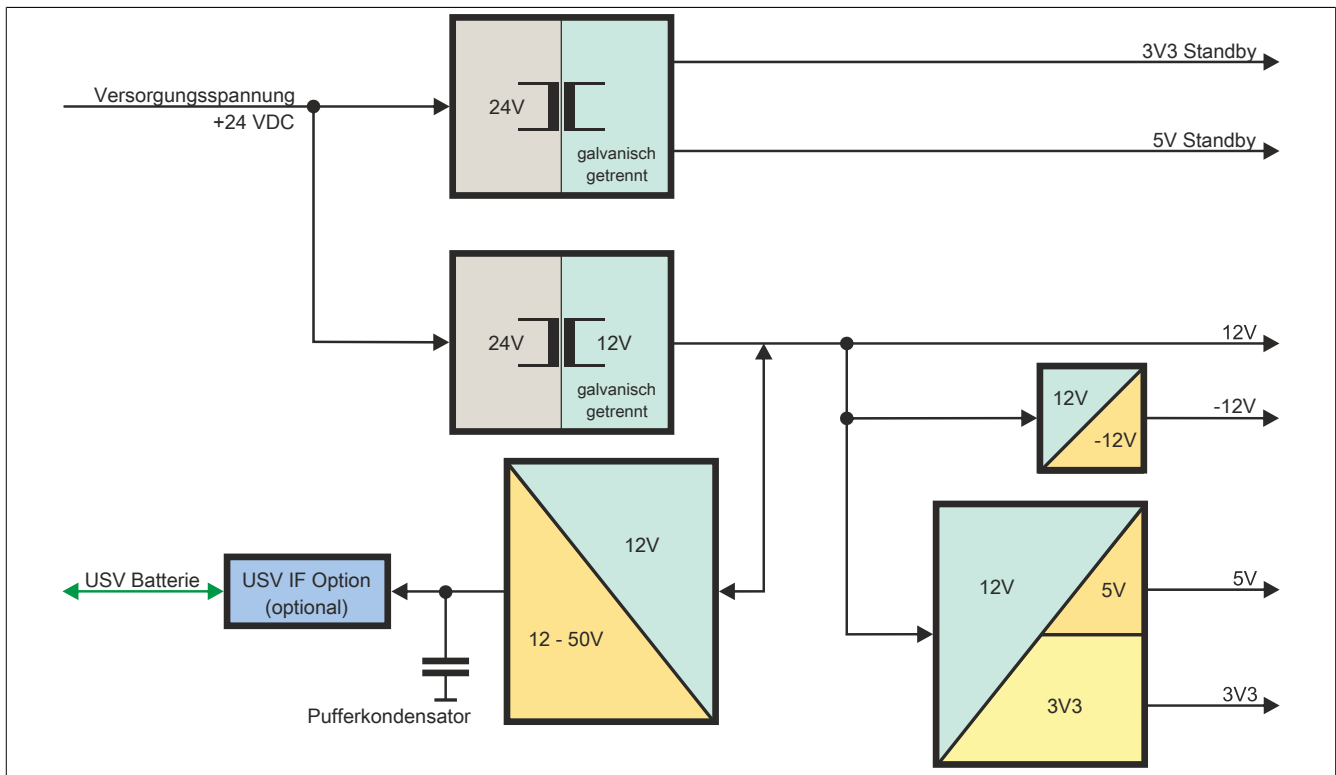 3V3 Standby
Versorgungsspannung
+24 VDC
24V
5V Standby
galvanisch
getrennt
24V
12V
12V
galvanisch
getrennt
12V
-12V
-12V
12V
USV Batterie
USV IF Option
(optional)
12 - 50V
Pufferkondensator
12V
5V
5V
3V3
3V3